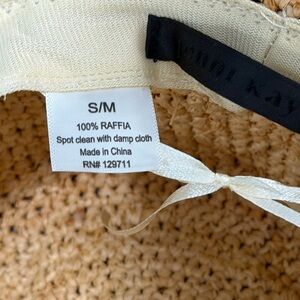 S/M
100% RAFFIA
Spot clean with damp cloth
Made in China
RN# 129711